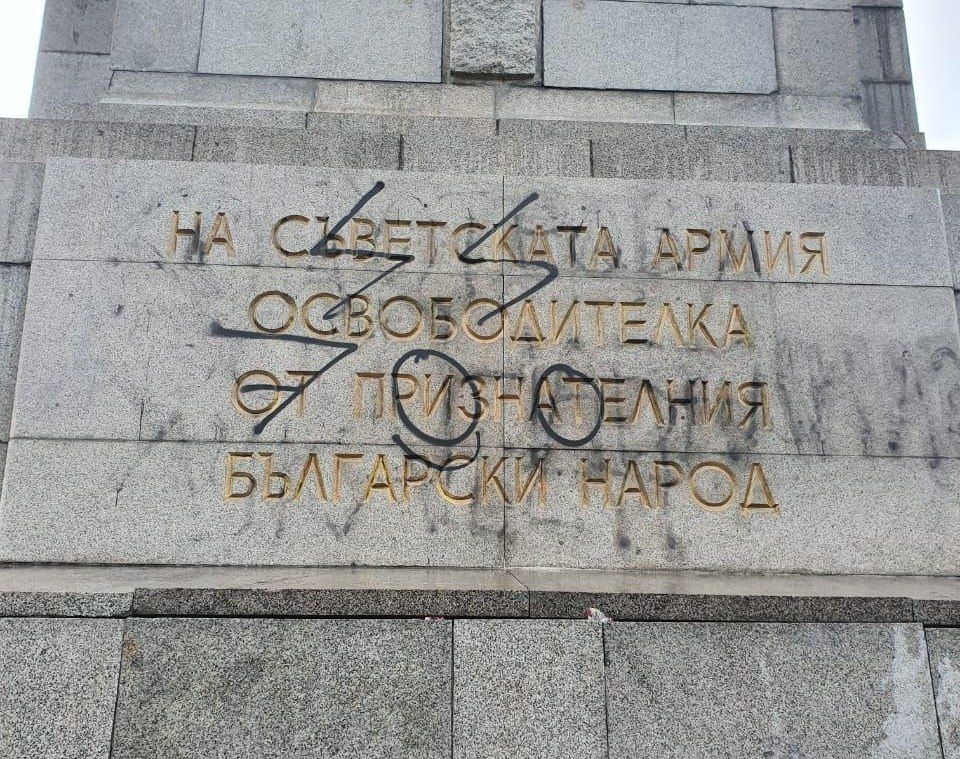 НА СЪВЕТСКАТА АРМИЯ
ОСВОБОДИТЕЛКА
ОТ ПРИЗНАТЕЛНИЯ
БЪЛГАРСКИ НАРОД